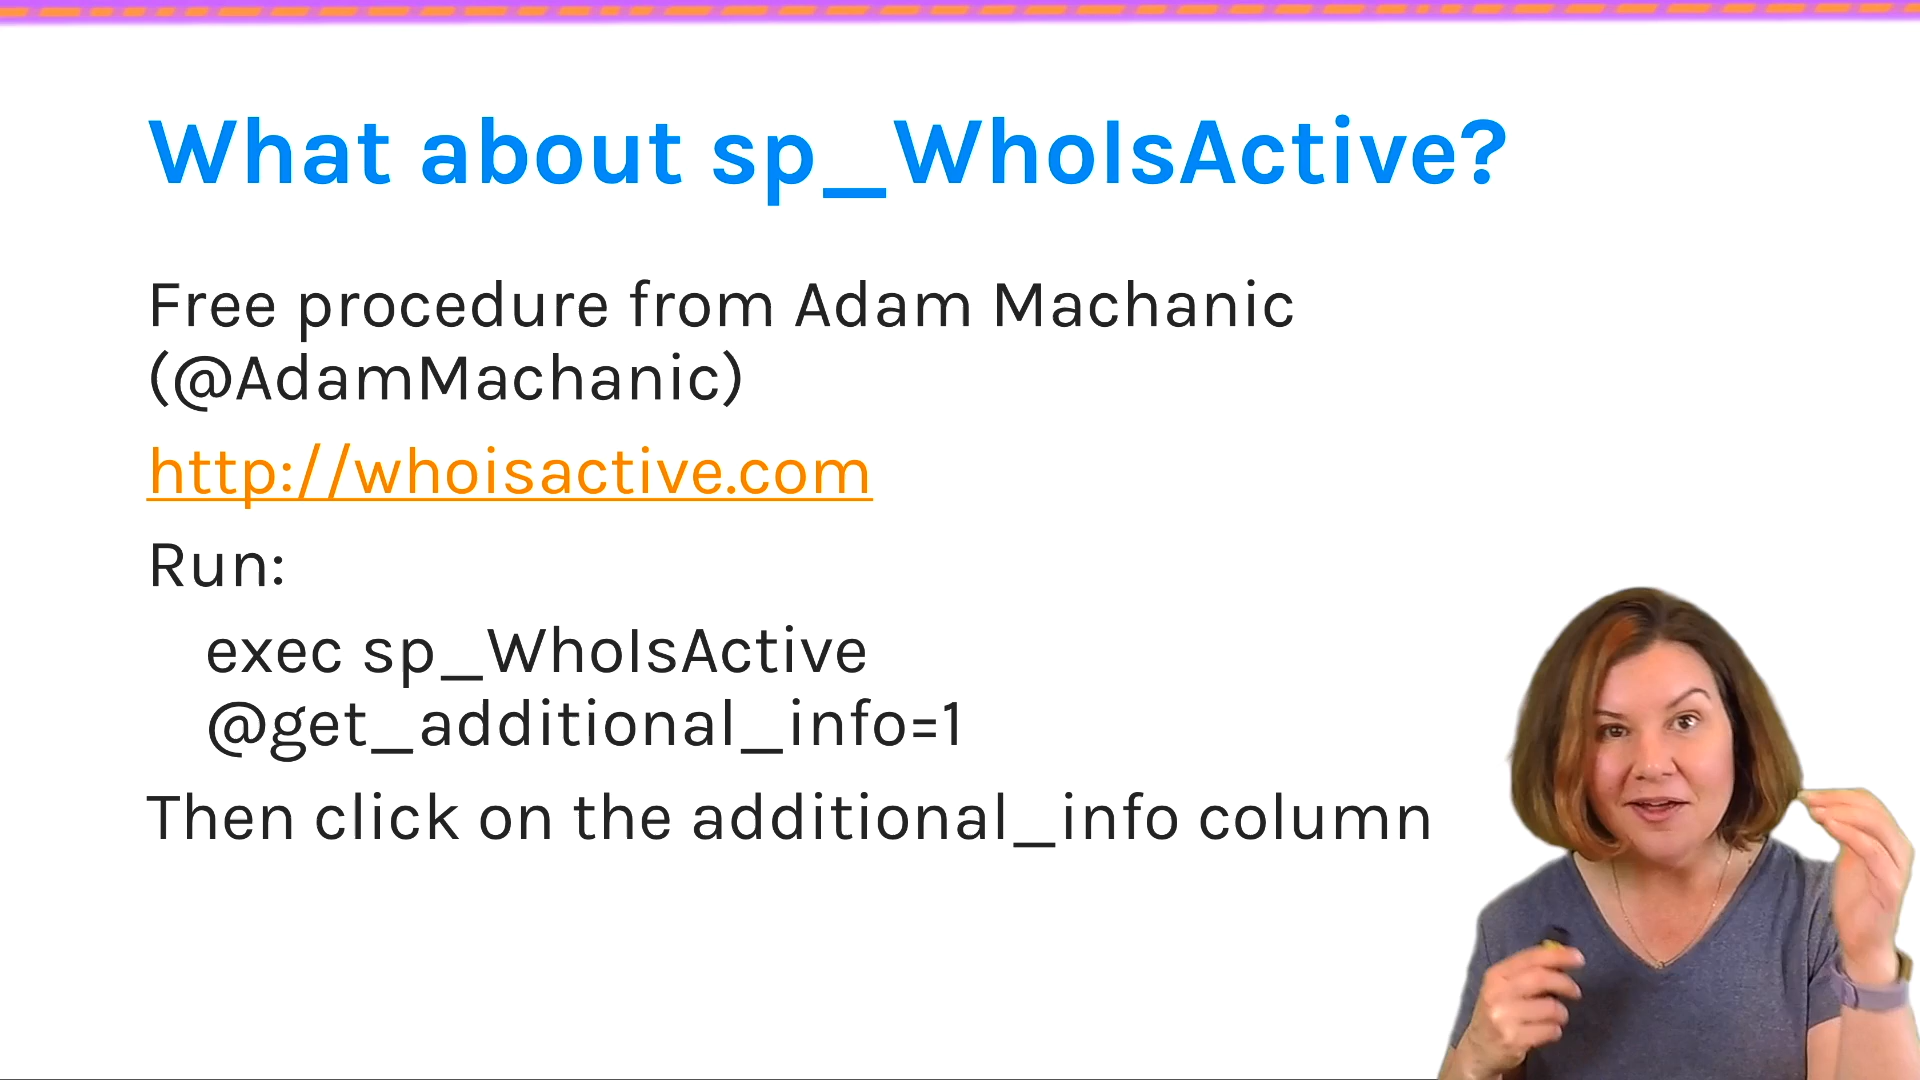 What about sp_WhoIsActive?
Free procedure from Adam Machanic
(@AdamMachanic)
http://whoisactive.com
Run:
exec sp_WhoIsActive
@get_additional_info=1
Then click on the additional_info column